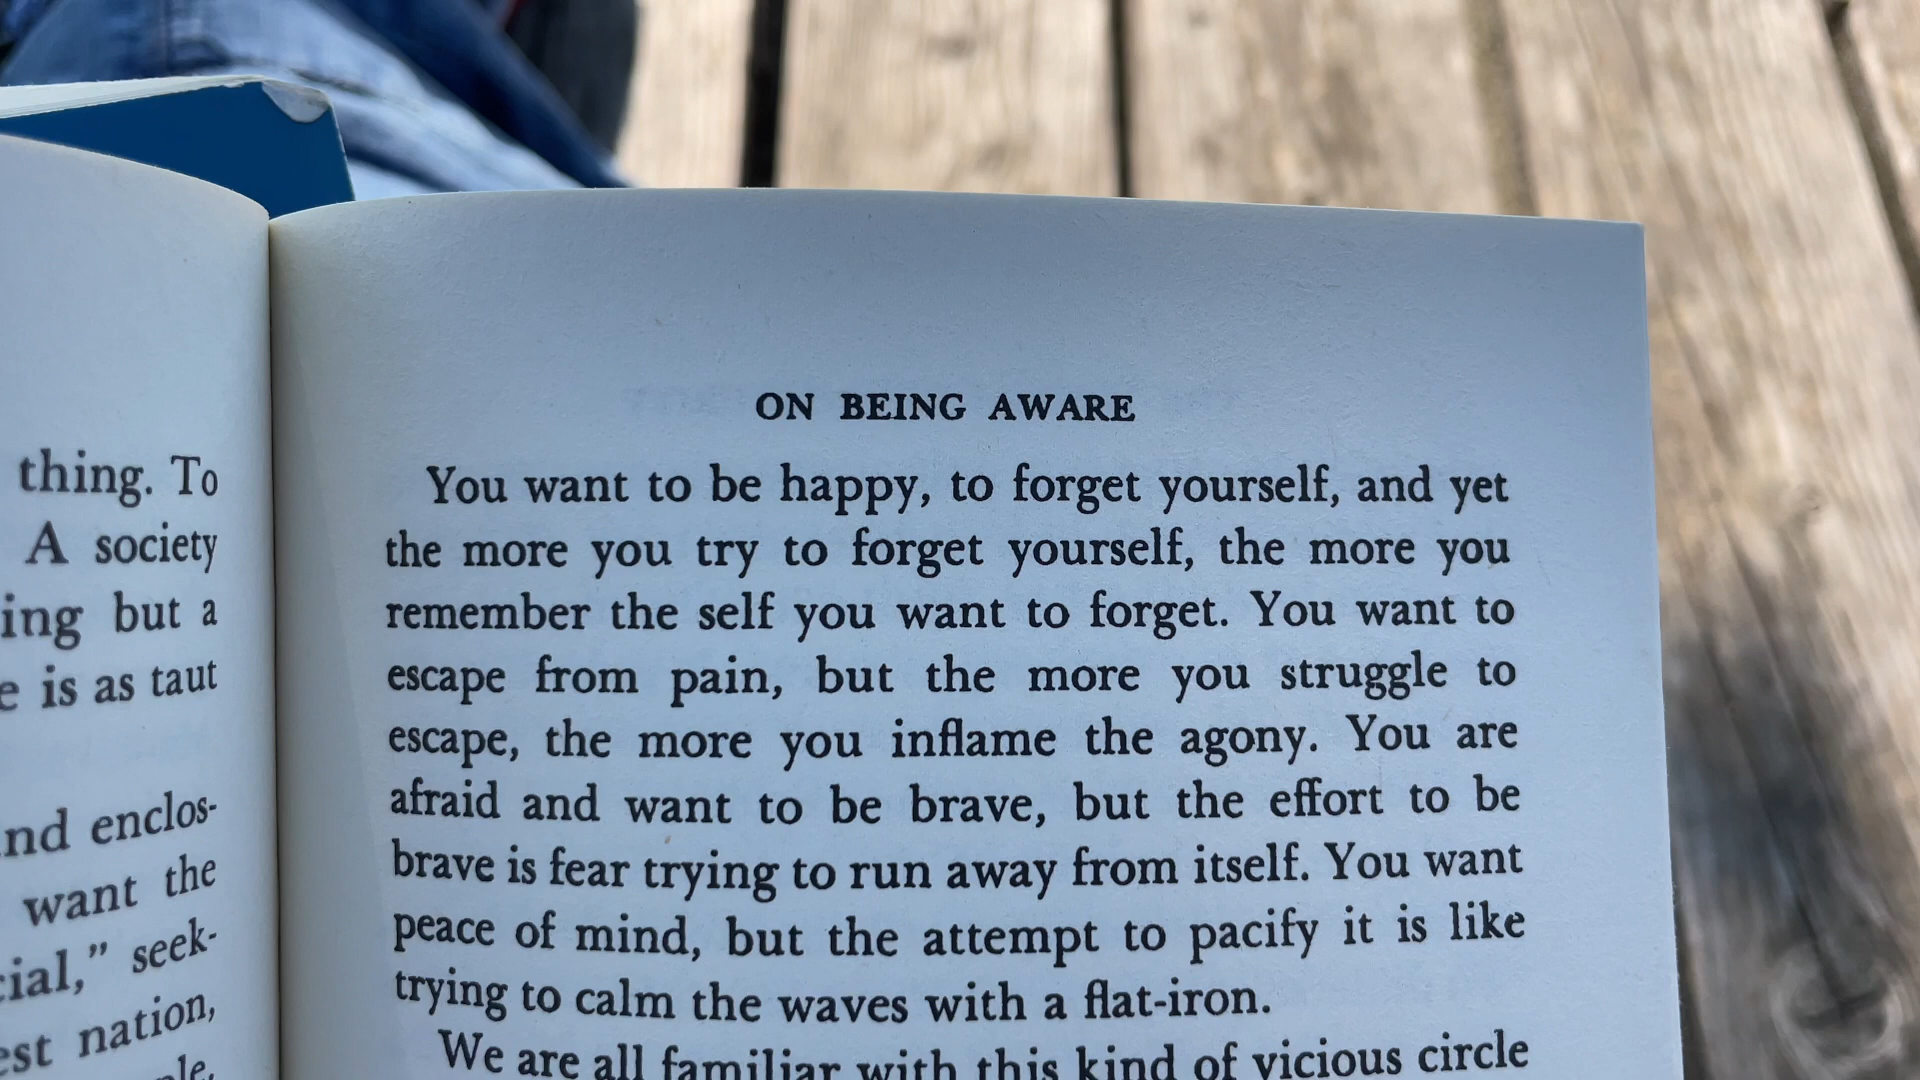 thing. To
A society
but a
is as taut
enclos-
want the
seek-
nation,
ON BEING AWARE
You want to be happy, to forget yourself, and yet
the more you try to forget yourself, the more you
remember the self you want to forget. You want to
escape from pain, but the more you struggle to
escape, the more you inflame the agony. You are
afraid and want to be brave, but the effort to be
brave is fear trying to run away from itself. You want
peace of mind, but the attempt to pacify it is like
trying to calm the waves with a flat-iron.
We are all familiar with this kind of vicious circle